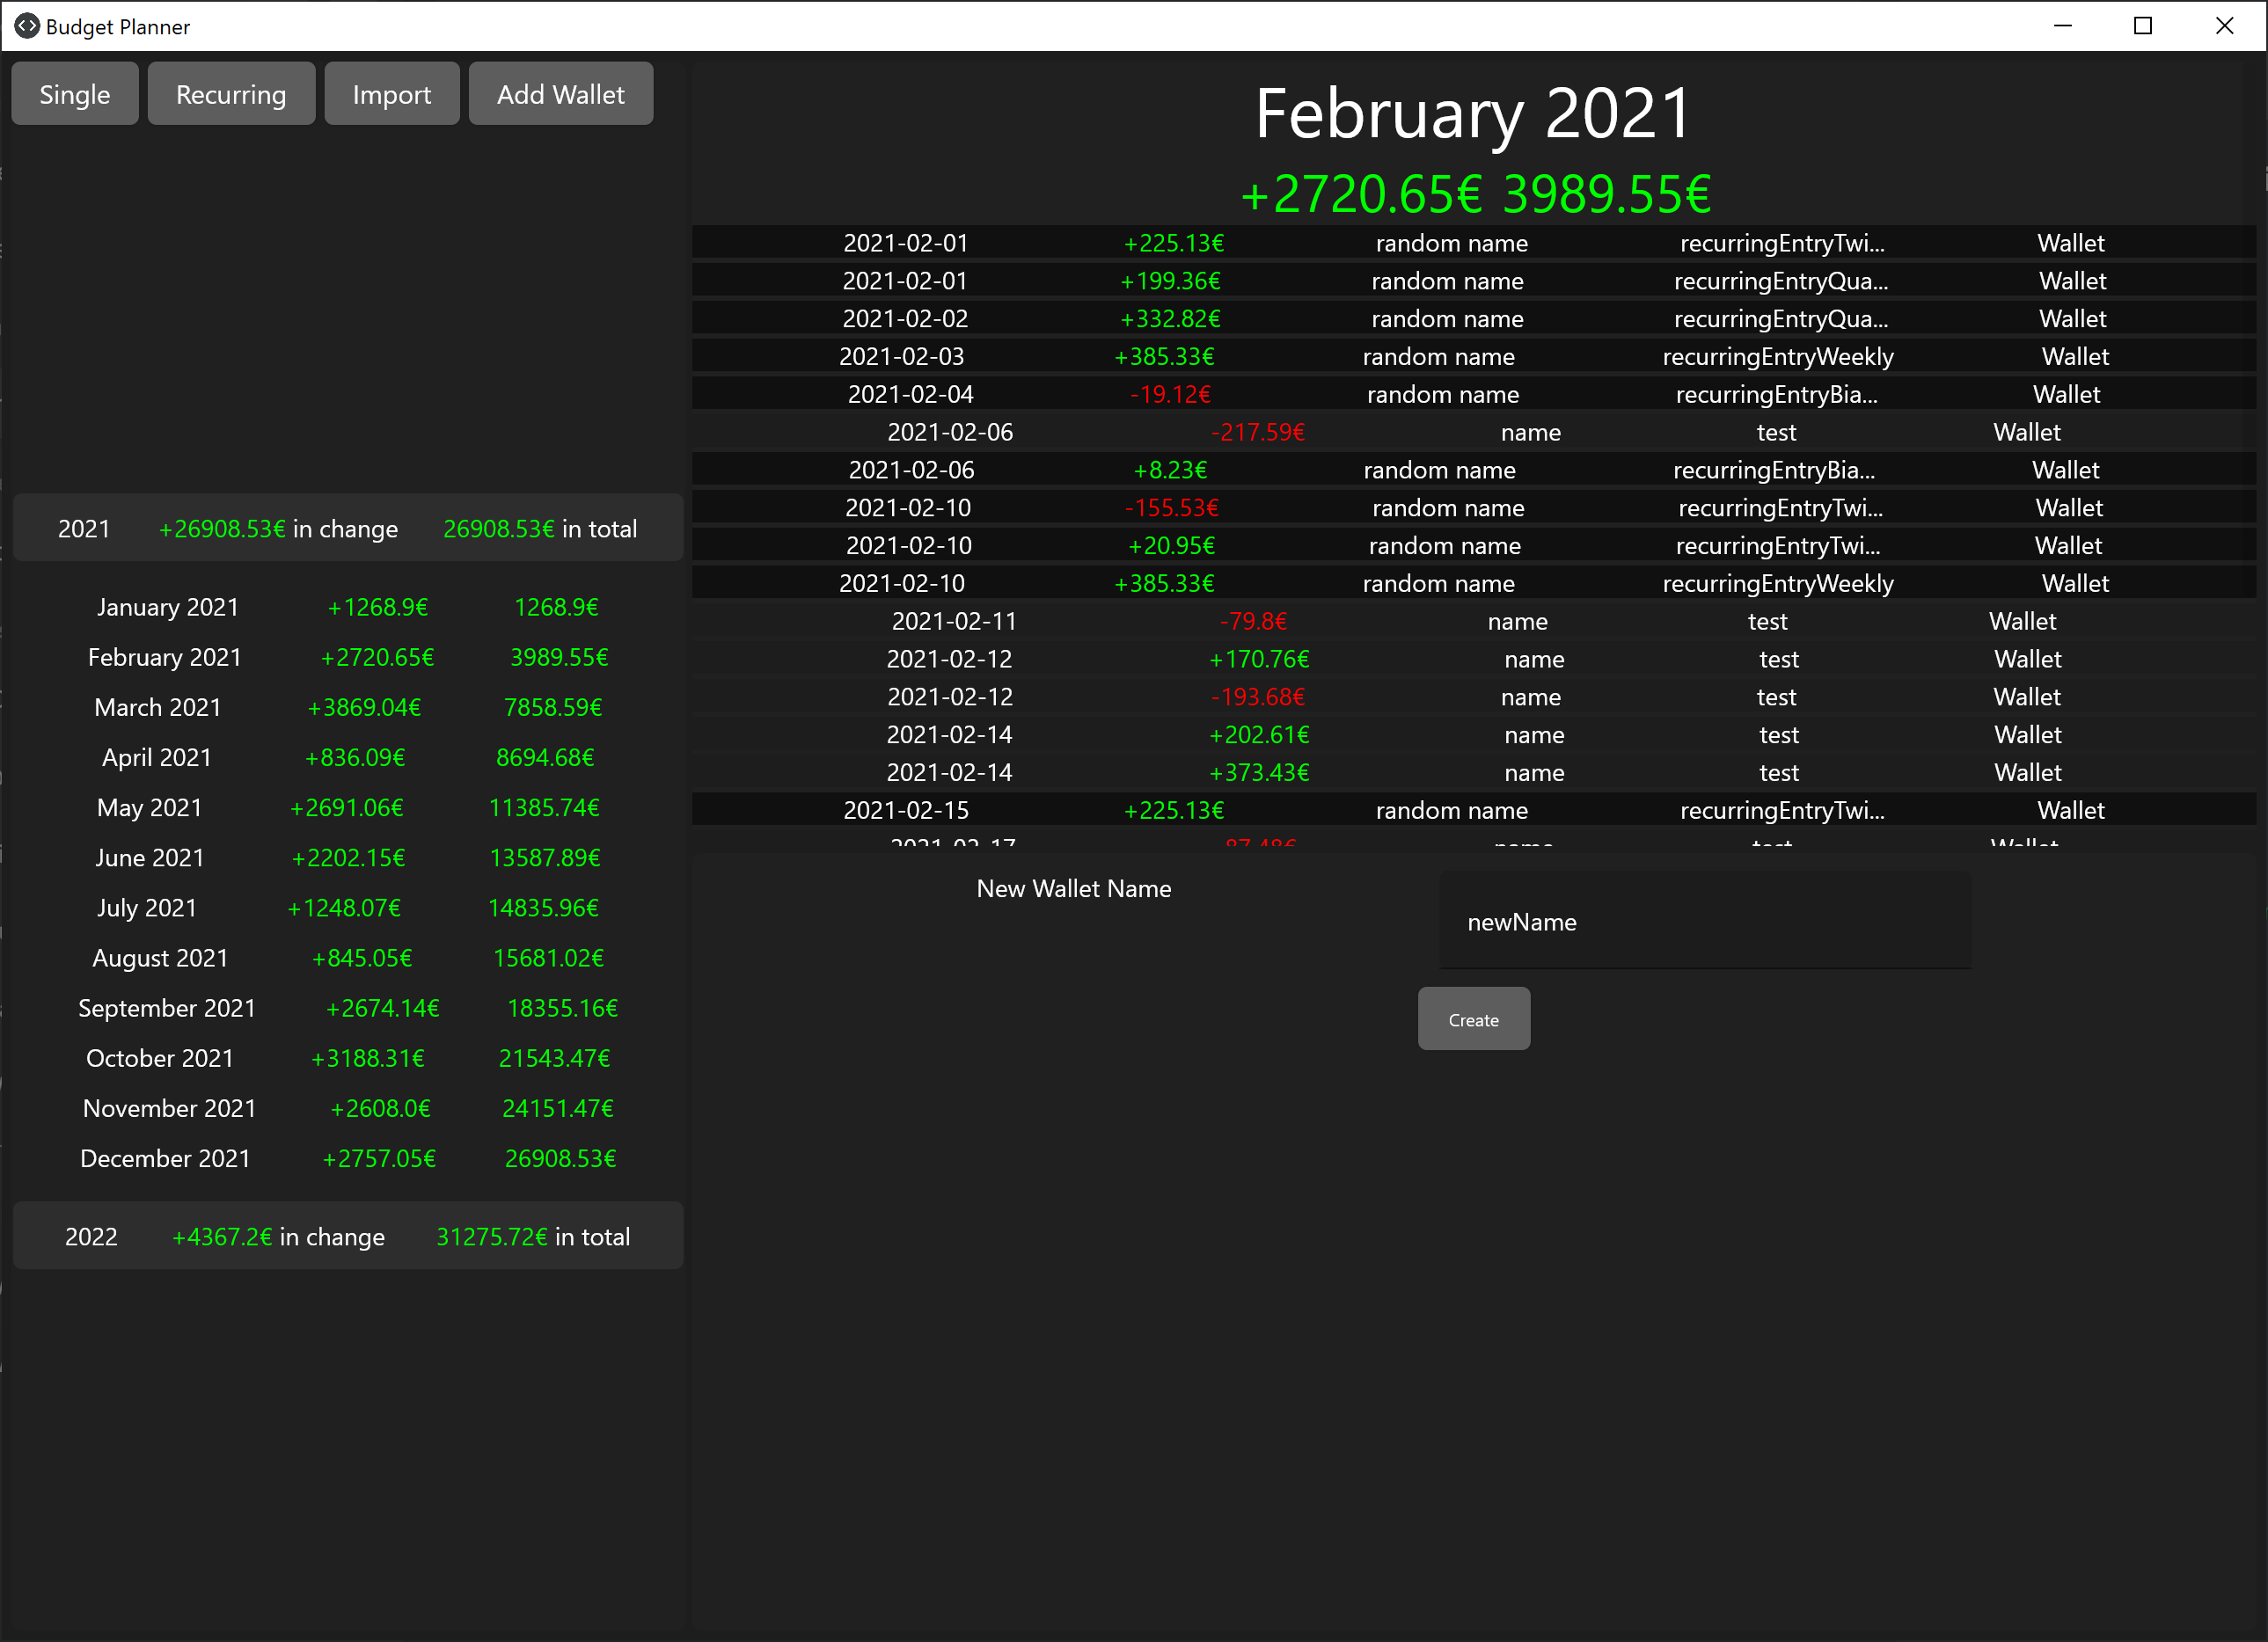 Budget Planner
Single Recurring Import Add Wallet
2021 +26908.53€ in change 26908.53€ in total
January 2021 +1268.9€ 1268.9€
February 2021 +2720.65€ 3989.55€
March 2021 +3869.04€ 7858.59€
April 2021 +836.09€ 8694.68€
May 2021 +2691.06€ 11385.74€
June 2021 +2202.15€ 13587.89€
July 2021 +1248.07€ 14835.96€
August 2021 +845.05€ 15681.02€
September 2021 +2674.14€ 18355.16€
October 2021 +3188.31€ 21543.47€
November 2021 +2608.0€ 24151.47€
December 2021 +2757.05€ 26908.53€
2022 +4367.2€ in change 31275.72€ in total
February 2021
+2720.65€ 3989.55€
2021-02-01 +225.13€ random name recurringEntryTwi... Wallet
2021-02-01 +199.36€ random name recurringEntryQua... Wallet
2021-02-02 +332.82€ random name recurringEntryQua... Wallet
2021-02-03 +385.33€ random name recurringEntryWeekly Wallet
2021-02-04 -19.12€ random name recurringEntryBia... Wallet
2021-02-06 -217.59€ name test Wallet
2021-02-06 +8.23€ random name recurringEntryBia... Wallet
2021-02-10 -155.53€ random name recurringEntryTwi... Wallet
2021-02-10 +20.95€ random name recurringEntryTwi... Wallet
2021-02-10 +385.33€ random name recurringEntryWeekly Wallet
2021-02-11 -79.8€ name test Wallet
2021-02-12 +170.76€ name test Wallet
2021-02-12 -193.68€ name test Wallet
2021-02-14 +202.61€ name test Wallet
2021-02-14 +373.43€ name test Wallet
2021-02-15 +225.13€ random name recurringEntryTwi... Wallet
2021-02-17 name test Wallet
New Wallet Name newName
Create